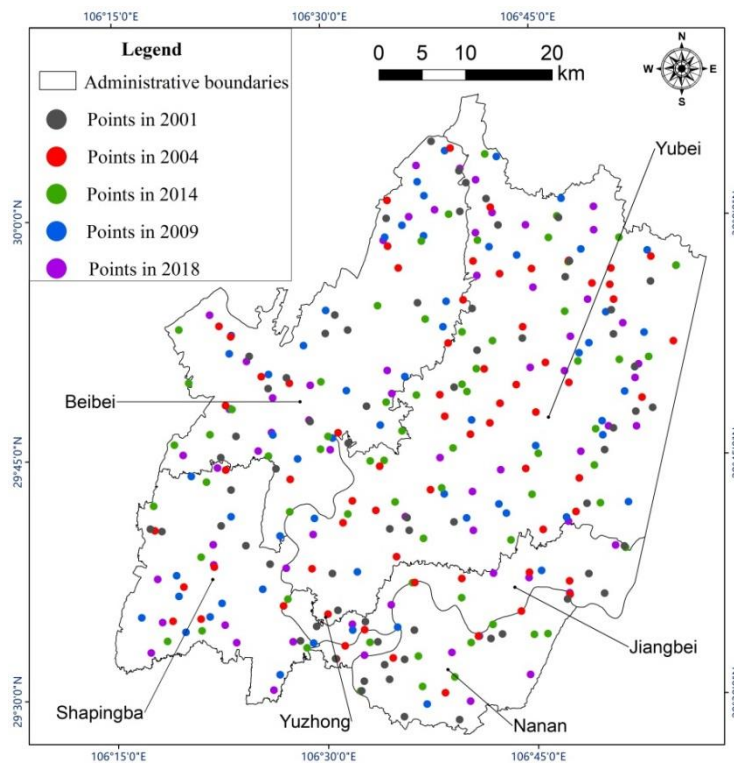 106°15'0"E 106°30'0"E 106°45'0"E
Legend
Administrative boundaries
Points in 2001
Points in 2004
Points in 2014
Points in 2009
Points in 2018
0 5 10 20
km
N
W E
S
Yubei
30°0'0"N
Beibei
29°45'0"N
Jiangbei
Shapingba
Yuzhong
Nanan
29°30'0"N
106°15'0"E 106°30'0"E 106°45'0"E